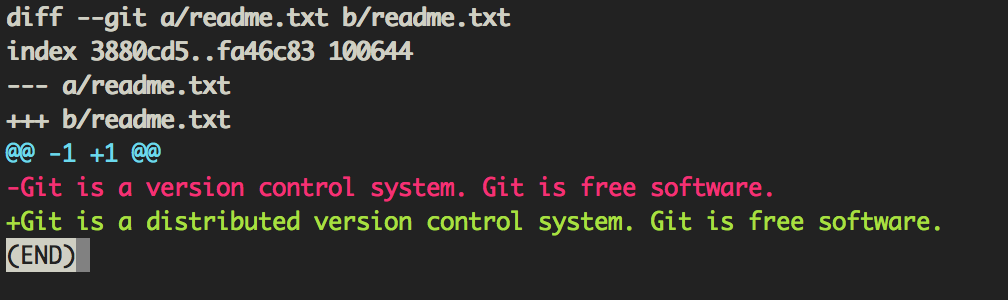 diff --git a/readme.txt b/readme.txt
index 3880cd5..fa46c83 100644
--- a/readme.txt
+++ b/readme.txt
@@ -1 +1 @@
-Git is a version control system. Git is free software.
+Git is a distributed version control system. Git is free software.
(END)